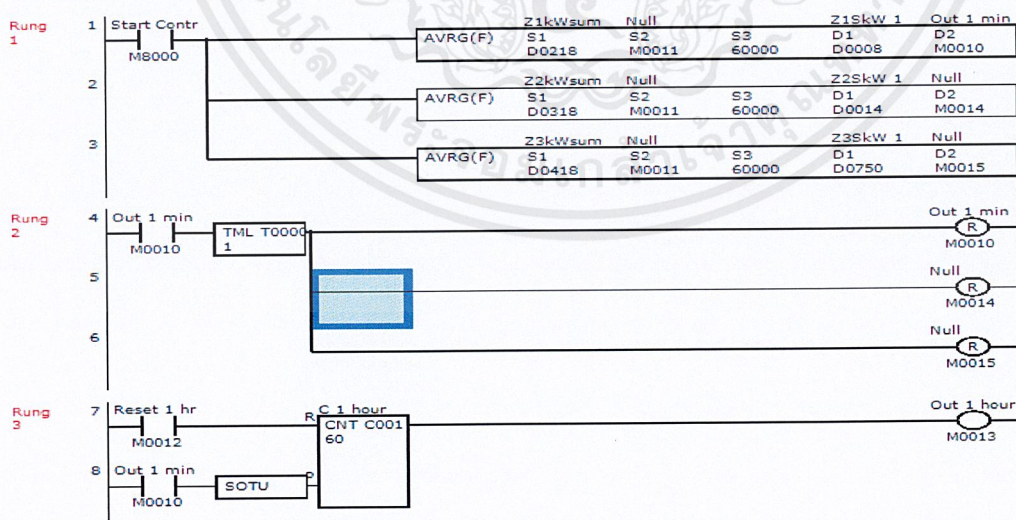 Z1kWsum Null Z1SkW 1 Out 1 min
Rung 1 1 Start Contr AVRG(F) S1 S2 S3 D1 D2
M8000 D0218 M0011 60000 D0008 M0010
Z2kWsum Null Z2SkW 1 Null
2 AVRG(F) S1 S2 S3 D1 D2
D0318 M0011 60000 D0014 M0014
Z3kWsum Null Z3SkW 1 Null
3 AVRG(F) S1 S2 S3 D1 D2
D0418 M0011 60000 D0750 M0015
Rung 2 4 Out 1 min TML T0000 Out 1 min
M0010 1 R M0010
5 Null
R
M0014
6 Null
R
M0015
Rung 3 7 Reset 1 hr R C 1 hour Out 1 hour
M0012 CNT C001 M0013
60
8 Out 1 min SOTU P
M0010